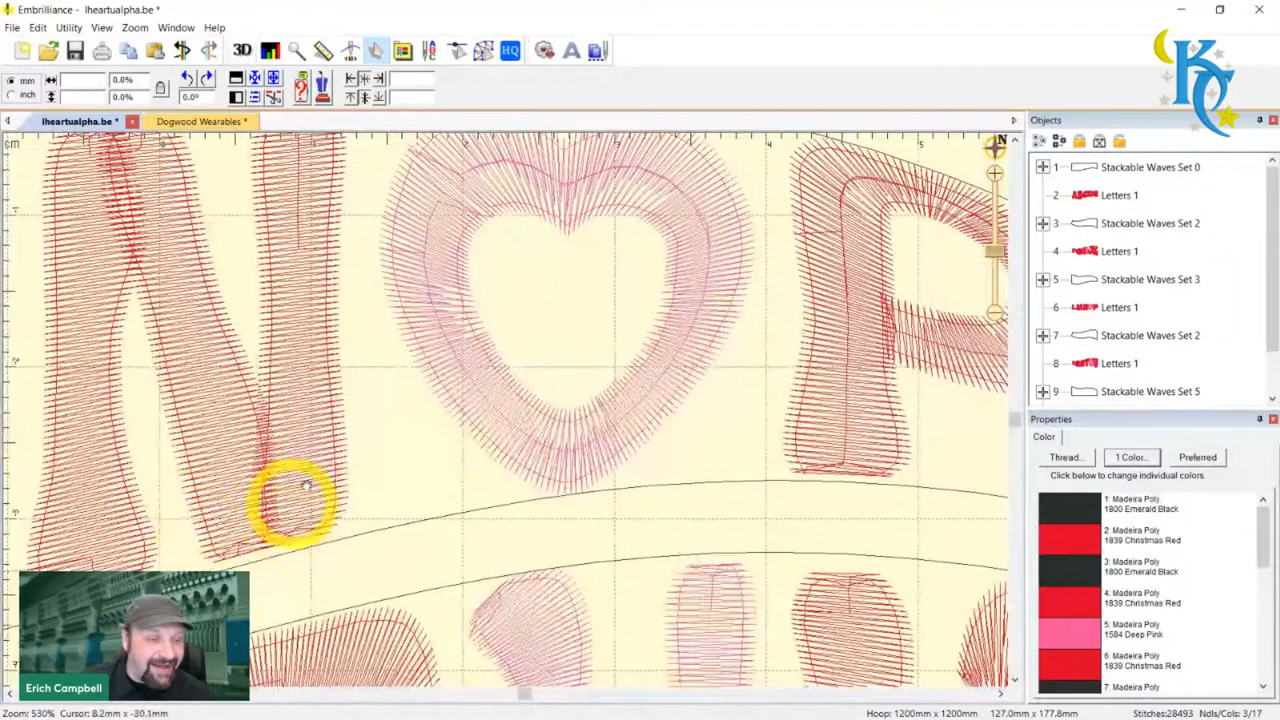 Embrilliance - Iheartualpha.be *
File Edit Utility View Zoom Window Help
3D
HQ
A
mm
inch
0.0%
0.0%
0.0°
Iheartualpha.be *
Dogwood Wearables *
cm
2
3
4
5
N
KC
Objects
1 Stackable Waves Set 0
2 Letters 1
3 Stackable Waves Set 2
4 Letters 1
5 Stackable Waves Set 3
6 Letters 1
7 Stackable Waves Set 2
8 Letters 1
9 Stackable Waves Set 5
Properties
Color
Thread... 1 Color... Preferred
Click below to change individual colors.
1: Madeira Poly
1800 Emerald Black
2: Madeira Poly
1839 Christmas Red
3: Madeira Poly
1800 Emerald Black
4: Madeira Poly
1839 Christmas Red
5: Madeira Poly
1584 Deep Pink
6: Madeira Poly
1839 Christmas Red
7: Madeira Poly
Erich Campbell
Zoom: 530% Cursor: 8.2mm x -30.1mm
Hoop: 1200mm x 1200mm 127.0mm x 177.8mm Stitches:28493 Ndls/Cols: 3/17